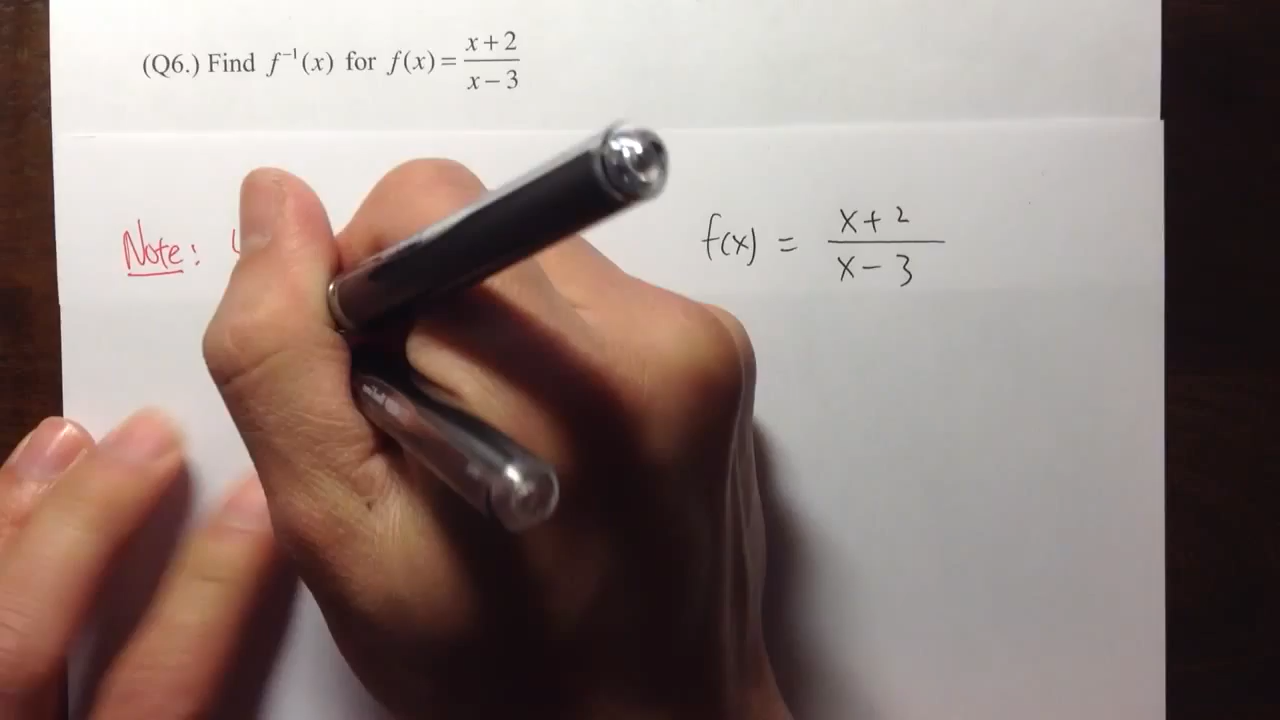 (Q6.) Find f⁻¹(x) for f(x) = (x + 2)/(x − 3)
Note:
f(x) = (x + 2)/(x − 3)